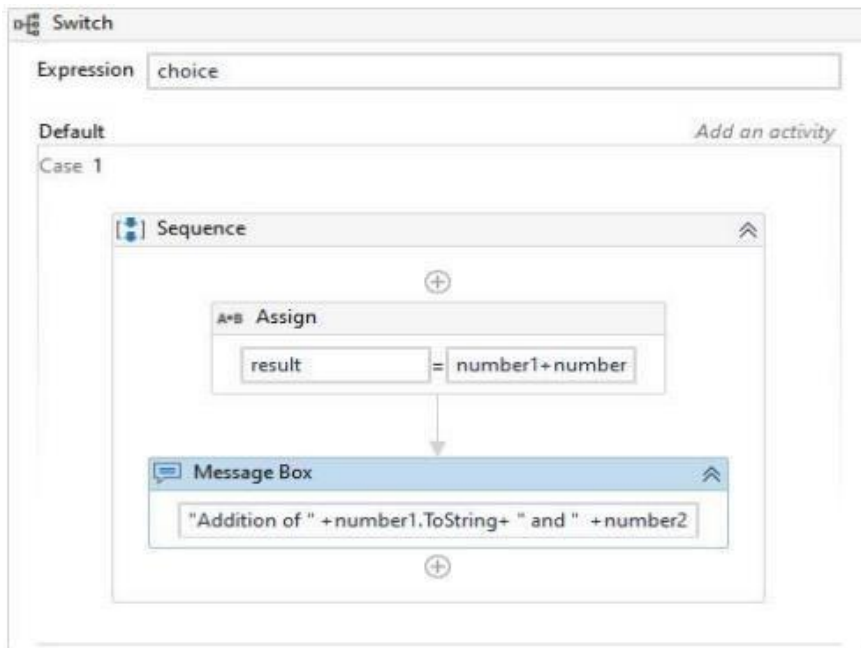 Switch
Expression choice
Default Add an activity
Case 1
Sequence
A*B Assign
result = number1+number
Message Box
"Addition of " +number1.ToString+ " and " +number2